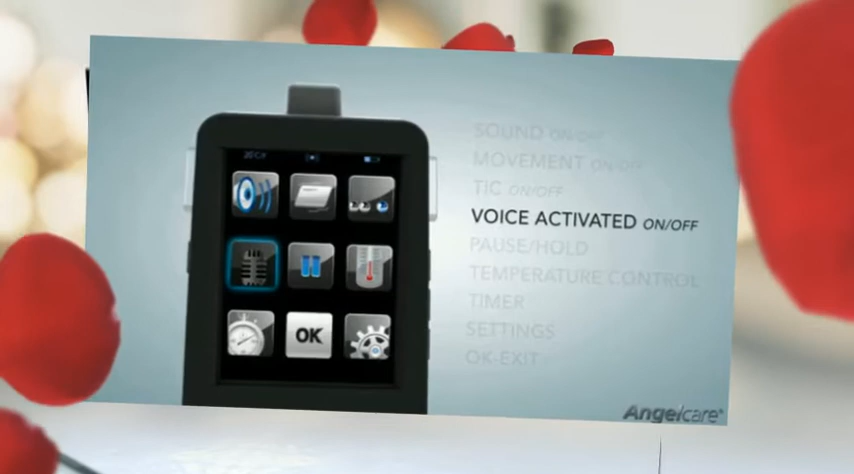 SOUND ON/OFF
MOVEMENT ON/OFF
TIC ON/OFF
VOICE ACTIVATED ON/OFF
PAUSE/HOLD
TEMPERATURE CONTROL
TIMER
SETTINGS
OK-EXIT
OK
Angelcare®